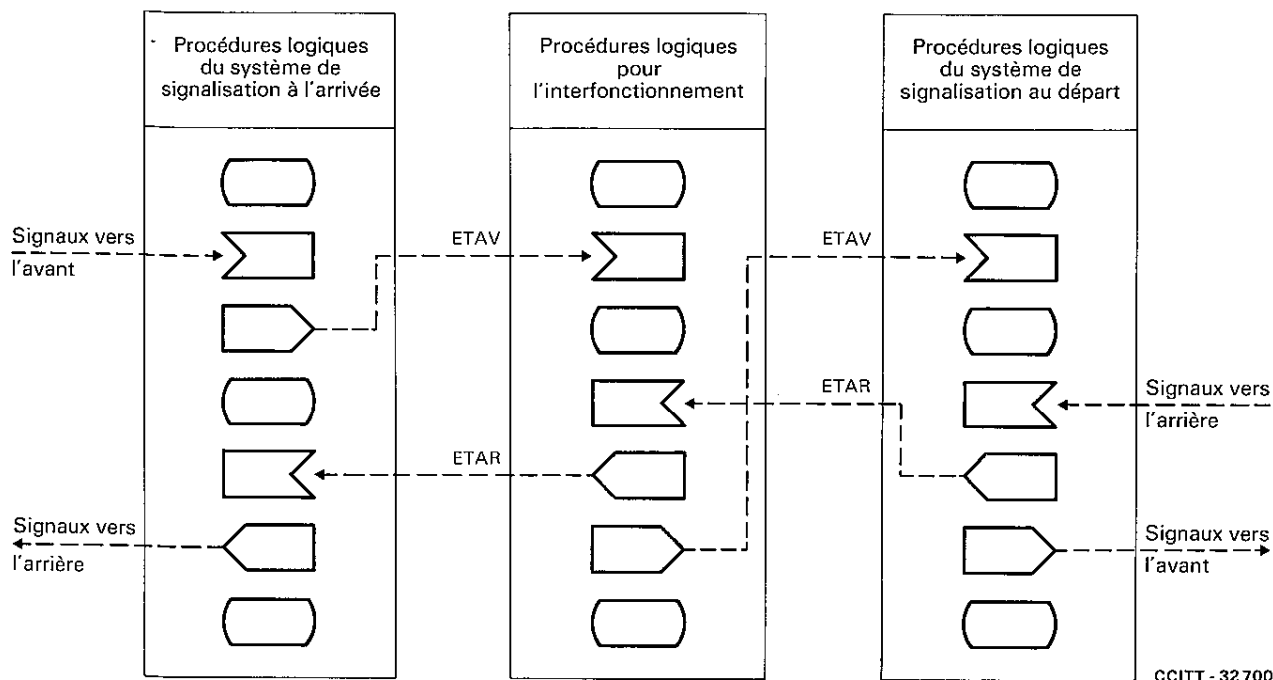 Procédures logiques
du système de
signalisation à l'arrivée
Procédures logiques
pour
l'interfonctionnement
Procédures logiques
du système de
signalisation au départ
Signaux vers
l'avant
ETAV
ETAV
ETAR
Signaux vers
l'arrière
ETAR
Signaux vers
l'arrière
Signaux vers
l'avant
CCITT - 32700